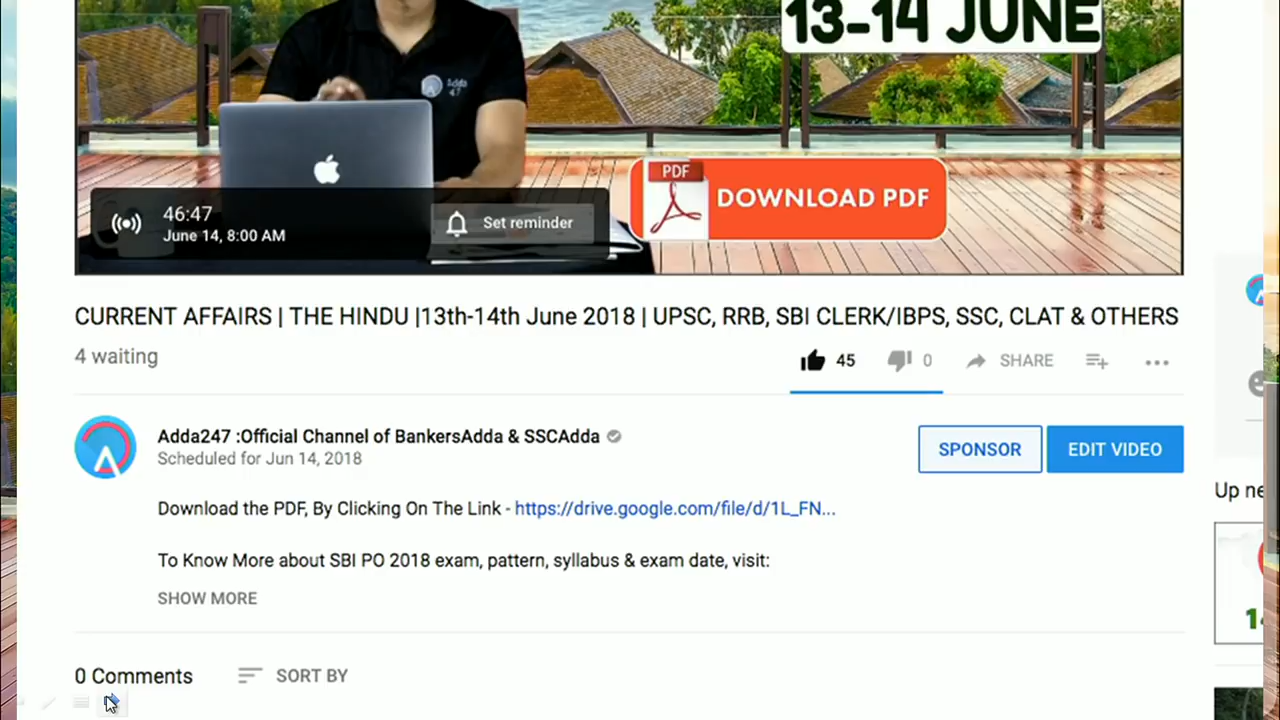 13-14 JUNE
Adda
47
PDF
DOWNLOAD PDF
46:47
June 14, 8:00 AM
Set reminder
CURRENT AFFAIRS | THE HINDU |13th-14th June 2018 | UPSC, RRB, SBI CLERK/IBPS, SSC, CLAT & OTHERS
4 waiting
45
0
SHARE
Adda247 :Official Channel of BankersAdda & SSCAdda
Scheduled for Jun 14, 2018
SPONSOR
EDIT VIDEO
Download the PDF, By Clicking On The Link - https://drive.google.com/file/d/1L_FN...
To Know More about SBI PO 2018 exam, pattern, syllabus & exam date, visit:
SHOW MORE
Up ne
0 Comments
SORT BY